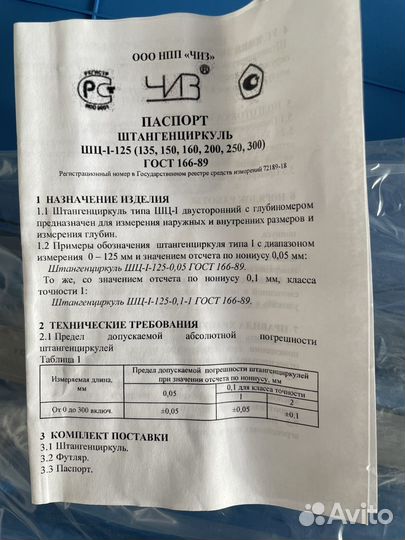 ООО НПП «ЧИЗ»
РЕГИСТР
РС
ИСО 9001
ЧИЗ ®
С
ПАСПОРТ
ШТАНГЕНЦИРКУЛЬ
ШЦ-I-125 (135, 150, 160, 200, 250, 300)
ГОСТ 166-89
Регистрационный номер в Государственном реестре средств измерений 72189-18
1 НАЗНАЧЕНИЕ ИЗДЕЛИЯ
1.1 Штангенциркуль типа ШЦ-I двусторонний с глубиномером
предназначен для измерения наружных и внутренних размеров и
измерения глубин.
1.2 Примеры обозначения штангенциркуля типа I с диапазоном
измерения 0 – 125 мм и значением отсчета по нониусу 0,05 мм:
Штангенциркуль ШЦ-I-125-0,05 ГОСТ 166-89.
То же, со значением отсчета по нониусу 0,1 мм, класса
точности 1:
Штангенциркуль ШЦ-I-125-0,1-1 ГОСТ 166-89.
2 ТЕХНИЧЕСКИЕ ТРЕБОВАНИЯ
2.1 Предел допускаемой абсолютной погрешности
штангенциркулей
Таблица 1
Измеряемая длина, мм
Предел допускаемой погрешности штангенциркулей
при значении отсчета по нониусу, мм
0,05
0,1 для класса точности
1 2
От 0 до 300 включ. ±0,05 ±0,05 ±0,1
3 КОМПЛЕКТ ПОСТАВКИ
3.1 Штангенциркуль.
3.2 Футляр.
3.3 Паспорт.
Avito